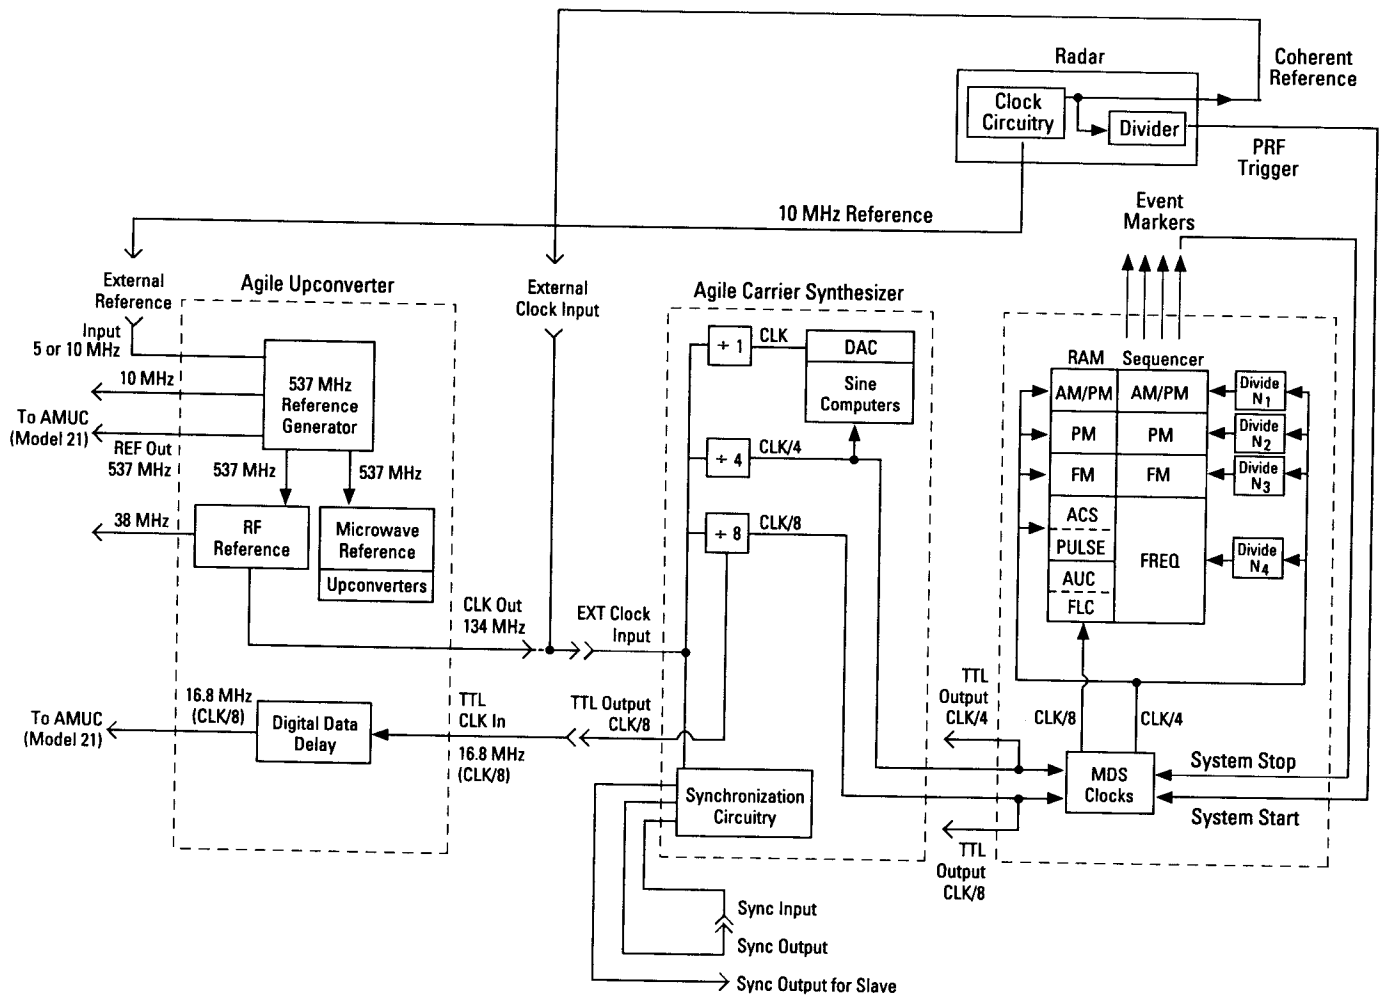 Radar
Coherent
Reference
Clock
Circuitry
Divider
PRF
Trigger
10 MHz Reference
Event
Markers
External
Reference
Input
5 or 10 MHz
Agile Upconverter
External
Clock Input
Agile Carrier Synthesizer
10 MHz
To AMUC
(Model 21)
REF Out
537 MHz
537 MHz
Reference
Generator
537 MHz
537 MHz
38 MHz
RF
Reference
Microwave
Reference
Upconverters
CLK Out
134 MHz
EXT Clock
Input
÷ 1
CLK
DAC
Sine
Computers
÷ 4
CLK/4
÷ 8
CLK/8
RAM
Sequencer
AM/PM
AM/PM
Divide
N1
PM
PM
Divide
N2
FM
FM
Divide
N3
ACS
PULSE
AUC
FLC
FREQ
Divide
N4
To AMUC
(Model 21)
16.8 MHz
(CLK/8)
Digital Data
Delay
TTL
CLK In
16.8 MHz
(CLK/8)
TTL Output
CLK/8
TTL
Output
CLK/4
CLK/8
CLK/4
MDS
Clocks
System Stop
System Start
TTL
Output
CLK/8
Synchronization
Circuitry
Sync Input
Sync Output
Sync Output for Slave